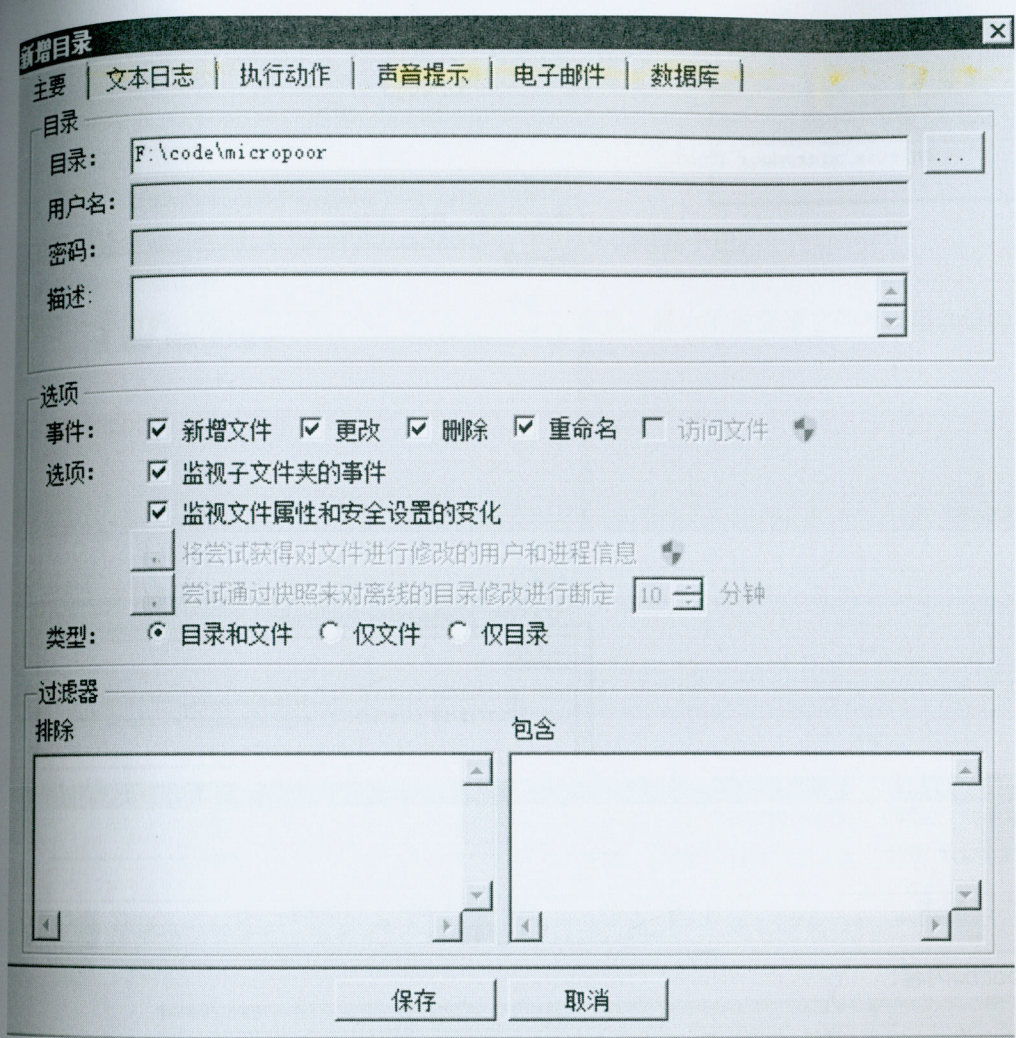 新增目录
主要 文本日志 执行动作 声音提示 电子邮件 数据库
目录
目录: F:\code\micropoor ...
用户名:
密码:
描述:
选项
事件: 新增文件 更改 删除 重命名 访问文件
选项: 监视子文件夹的事件
监视文件属性和安全设置的变化
将尝试获得对文件进行修改的用户和进程信息
尝试通过快照来对离线的目录修改进行断定 10 分钟
类型: 目录和文件 仅文件 仅目录
过滤器
排除 包含
保存 取消